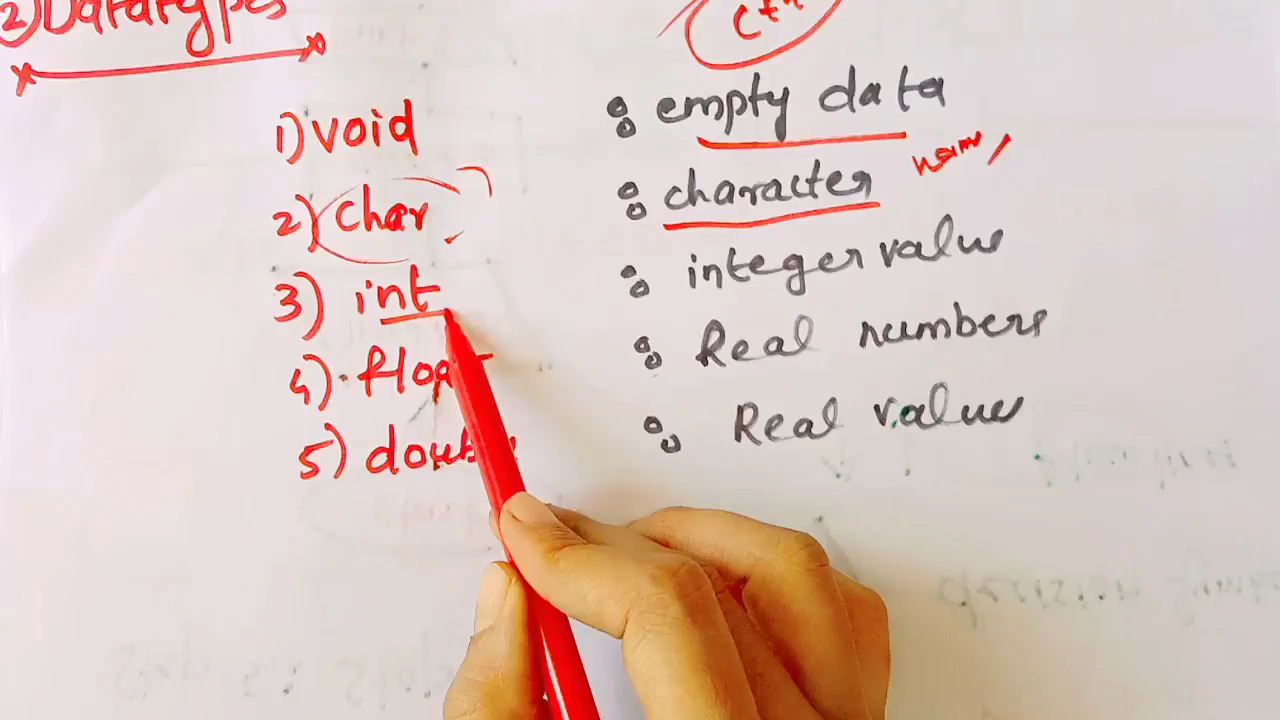 2) Datatypes
1) void : empty data
2) char : character
3) int : integer value
4) float : Real numbers
5) double : Real values